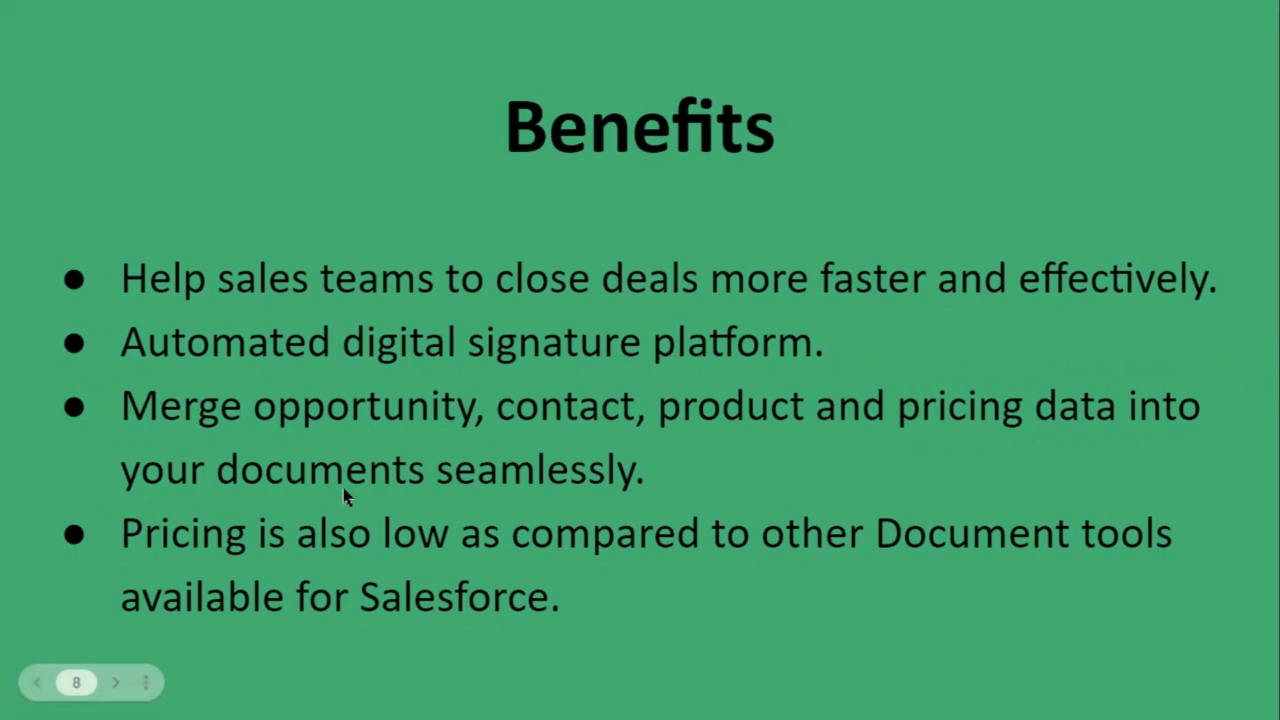 Benefits
● Help sales teams to close deals more faster and effectively.
● Automated digital signature platform.
● Merge opportunity, contact, product and pricing data into
your documents seamlessly.
● Pricing is also low as compared to other Document tools
available for Salesforce.
8